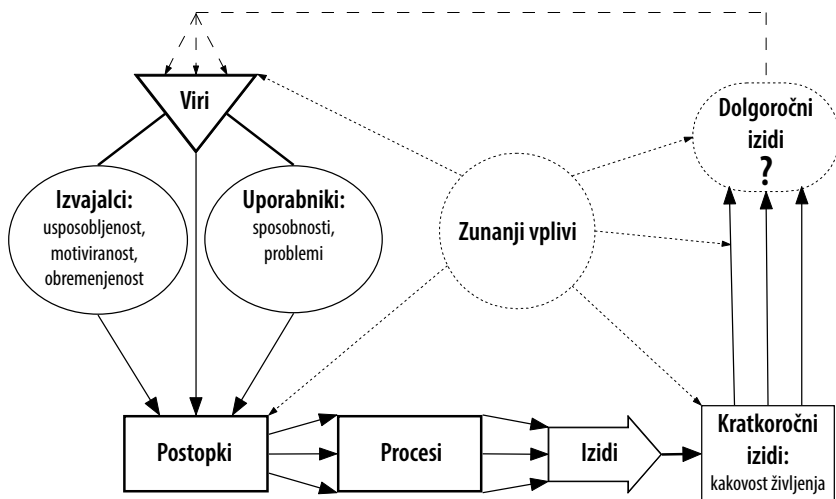 Viri
Dolgoročni
izidi
?
Izvajalci:
usposobljenost,
motiviranost,
obremenjenost
Uporabniki:
sposobnosti,
problemi
Zunanji vplivi
Postopki
Procesi
Izidi
Kratkoročni
izidi:
kakovost življenja